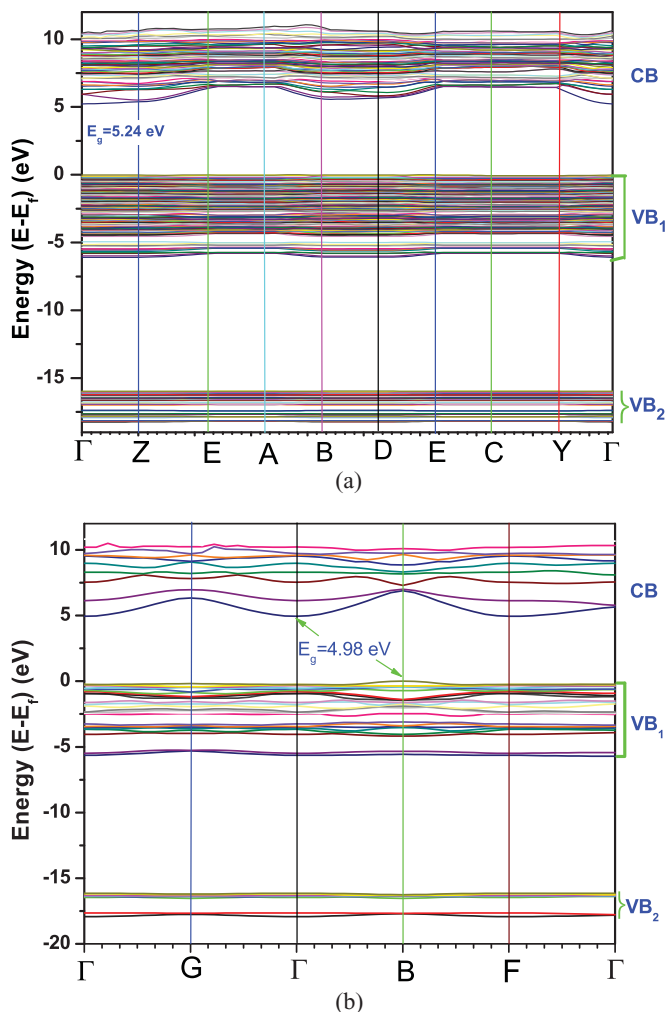 10
5
0
-5
-10
-15
Energy (E-E_f) (eV)
E_g=5.24 eV
CB
VB_1
VB_2
Γ Z E A B D E C Y Γ
(a)
10
5
0
-5
-10
-15
-20
Energy (E-E_f) (eV)
E_g=4.98 eV
CB
VB_1
VB_2
Γ G Γ B F Γ
(b)